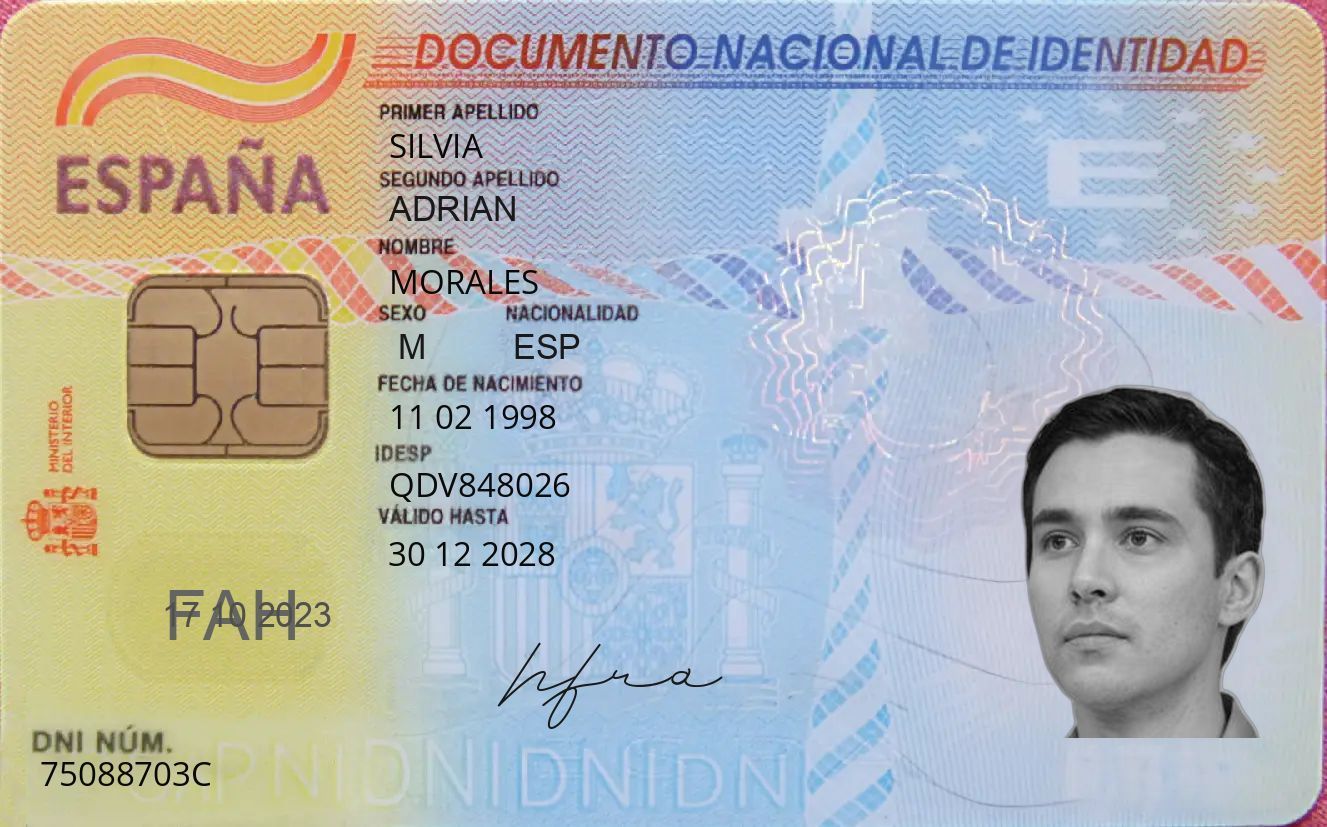 DOCUMENTO NACIONAL DE IDENTIDAD
ESPAÑA
PRIMER APELLIDO
SILVIA
SEGUNDO APELLIDO
ADRIAN
NOMBRE
MORALES
SEXO NACIONALIDAD
M ESP
FECHA DE NACIMIENTO
11 02 1998
IDESP
QDV848026
VÁLIDO HASTA
30 12 2028
MINISTERIO
DEL INTERIOR
E
FAH
17 10 2023
hfra
DNI NÚM.
75088703C
DNIDNIDNIDN